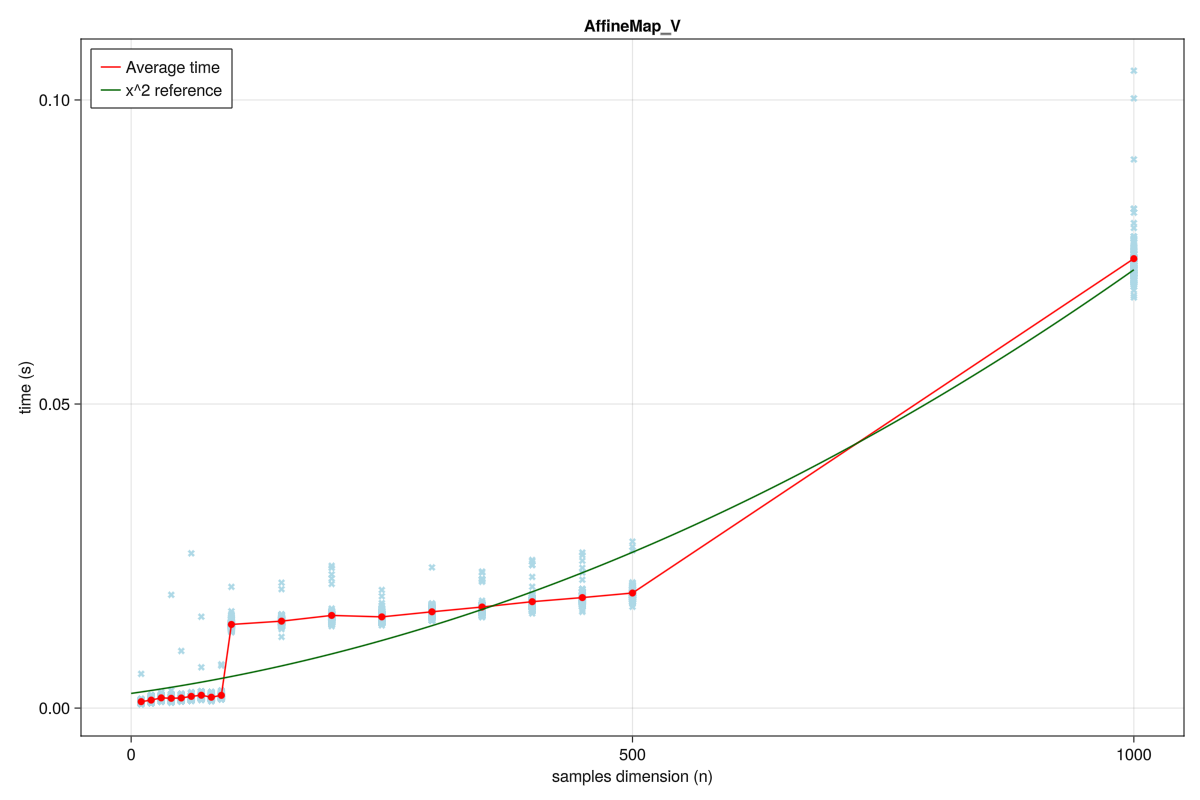 AffineMap_V
Average time
x^2 reference
0.10
0.05
0.00
time (s)
0
500
1000
samples dimension (n)